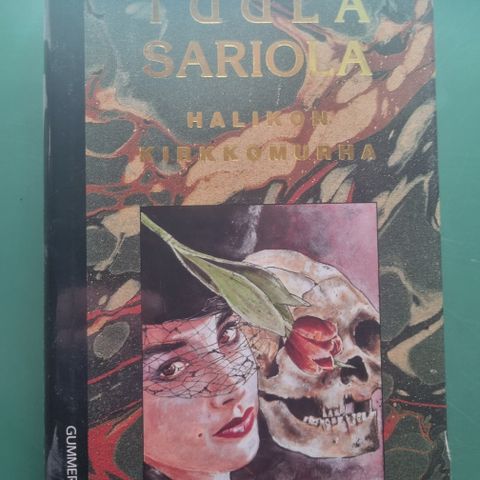 TUULA
SARIOLA
HALIKON
KIRKKOMURHA
GUMMER